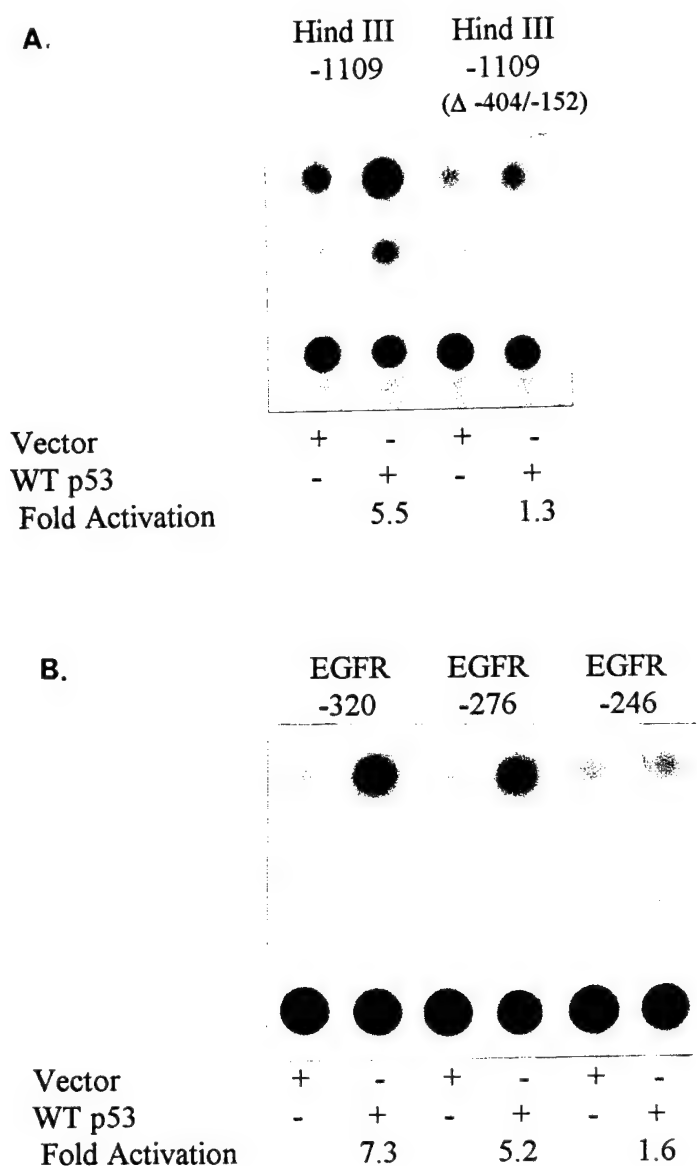 A.
Hind III Hind III
-1109 -1109
(Δ -404/-152)
Vector + - + -
WT p53 - + - +
Fold Activation 5.5 1.3
B.
EGFR EGFR EGFR
-320 -276 -246
Vector + - + - + -
WT p53 - + - + - +
Fold Activation 7.3 5.2 1.6